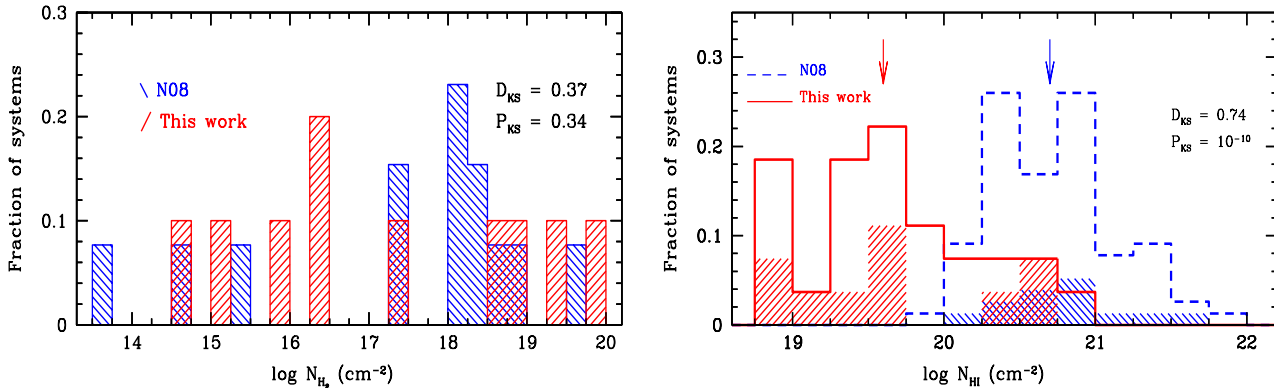 0.3
0.2
0.1
0
Fraction of systems
N08
This work
D_KS = 0.37
P_KS = 0.34
14 15 16 17 18 19 20
log N_H₂ (cm⁻²)
0.3
0.2
0.1
0
Fraction of systems
N08
This work
D_KS = 0.74
P_KS = 10⁻¹⁰
19 20 21 22
log N_HI (cm⁻²)